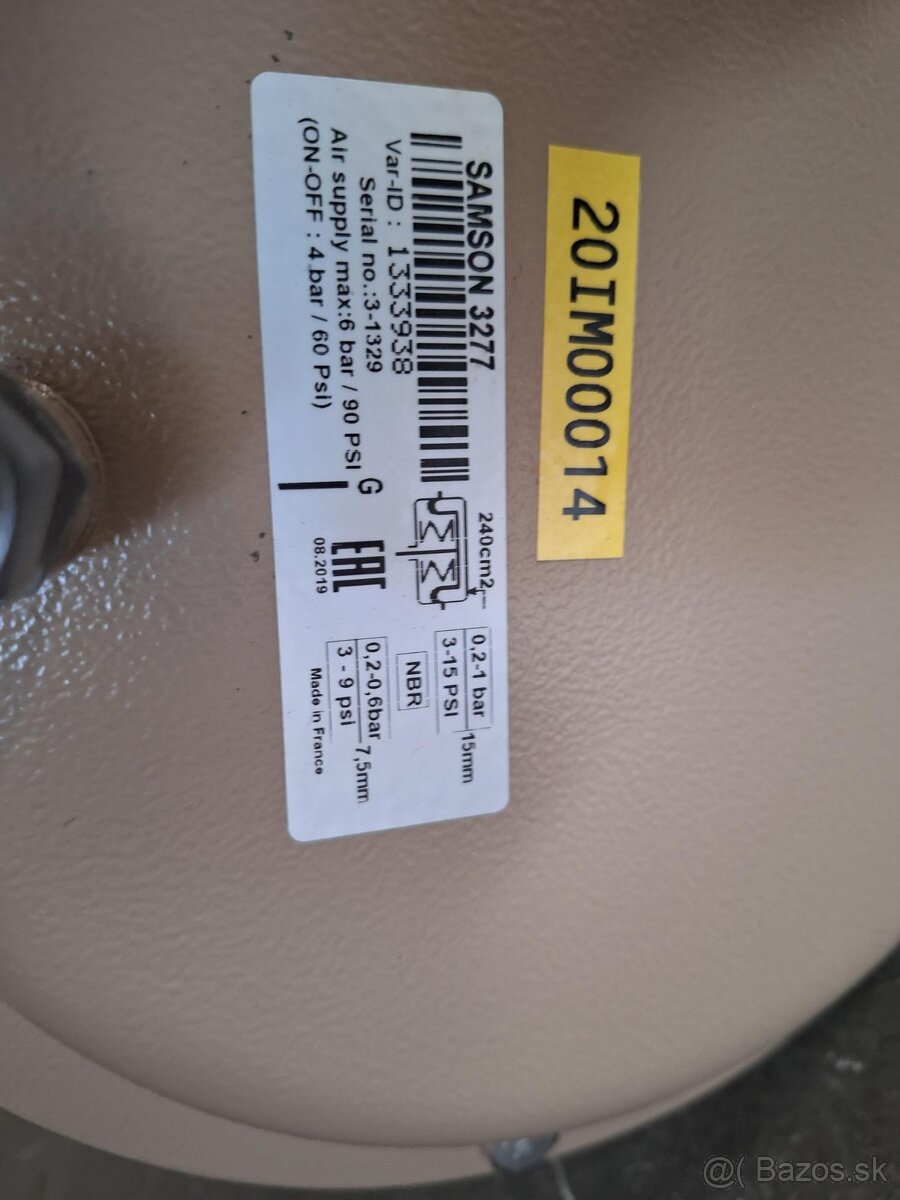 20IM00014
SAMSON 3277
240cm2
0,2-1 bar
15mm
3-15 PSI
Var-ID : 1333938
NBR
Serial no.:3-1329
G
EAC
0,2-0,6bar
7,5mm
3 - 9 psi
Air supply max:6 bar / 90 PSI
(ON-OFF : 4 bar / 60 Psi)
08.2019
Made in France
@( Bazos.sk